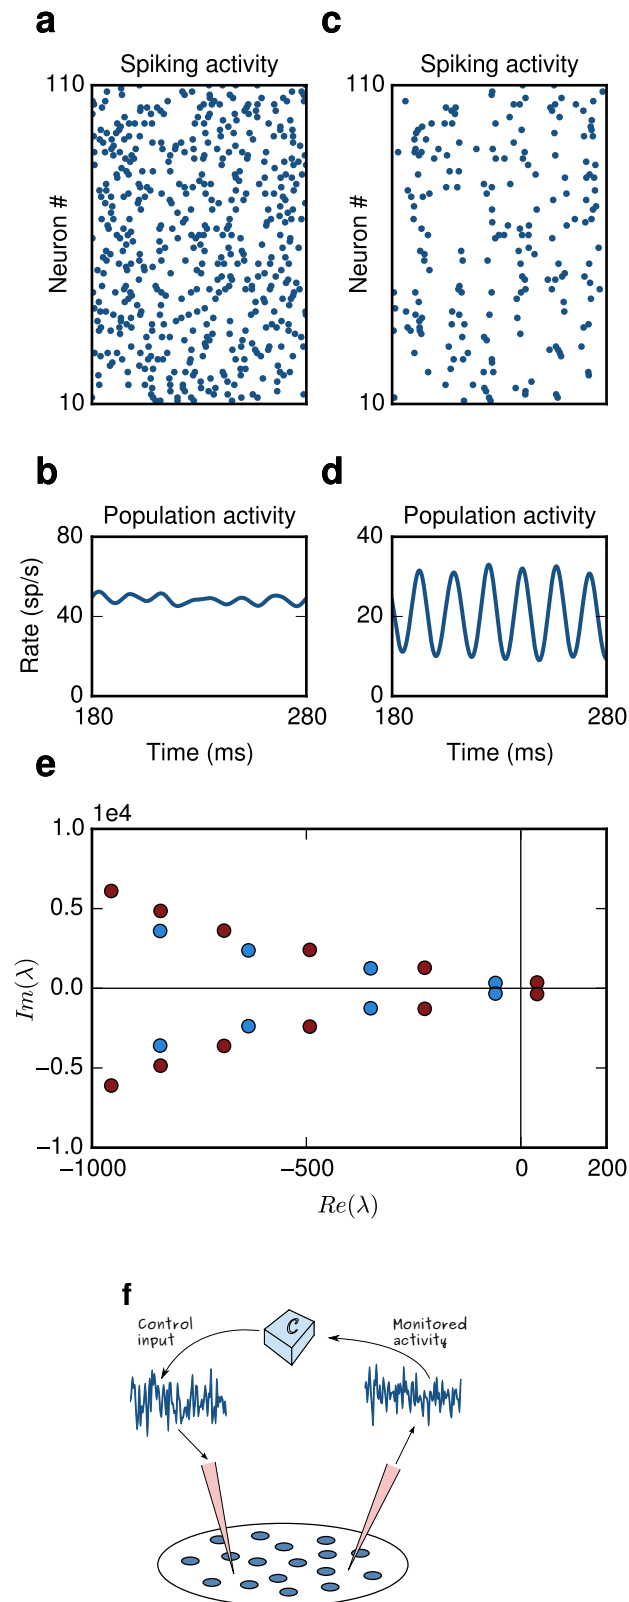 a
c
Spiking activity
Spiking activity
110
110
Neuron #
Neuron #
10
10
b
d
Population activity
Population activity
80
40
Rate (sp/s)
40
20
0
0
180
280
180
280
Time (ms)
Time (ms)
e
1e4
1.0
0.5
Im(λ)
0.0
−0.5
−1.0
−1000
−500
0
200
Re(λ)
f
Control
input
C
Monitored
activity